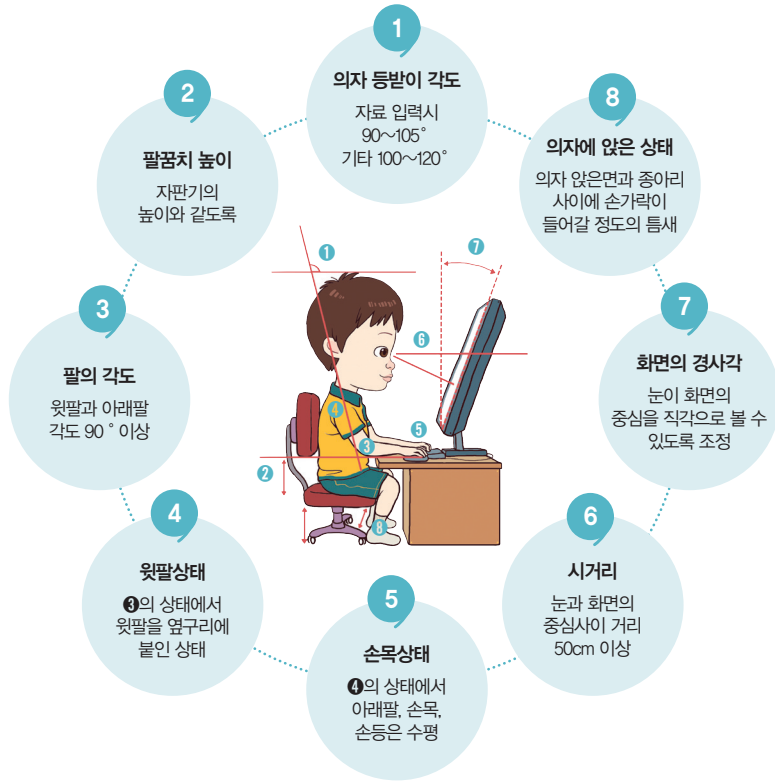 1
의자 등받이 각도
자료 입력시
90~105°
기타 100~120°
2
팔꿈치 높이
자판기의
높이와 같도록
3
팔의 각도
윗팔과 아래팔
각도 90 ° 이상
4
윗팔상태
❸의 상태에서
윗팔을 옆구리에
붙인 상태
5
손목상태
❹의 상태에서
아래팔, 손목,
손등은 수평
6
시거리
눈과 화면의
중심사이 거리
50cm 이상
7
화면의 경사각
눈이 화면의
중심을 직각으로 볼 수
있도록 조정
8
의자에 앉은 상태
의자 앉은면과 종아리
사이에 손가락이
들어갈 정도의 틈새
❶
❼
❻
❹
❺
❸
❷
❽